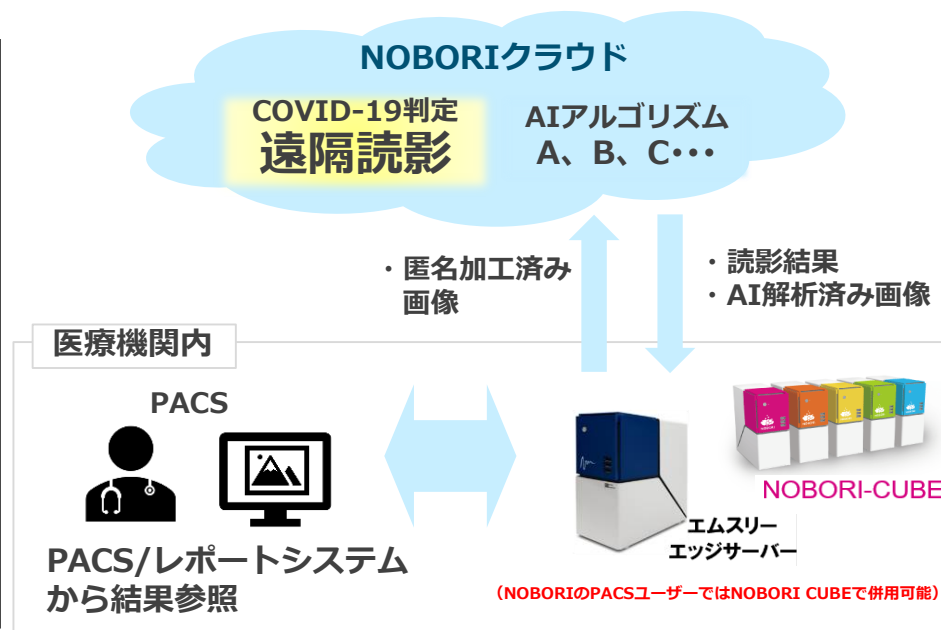 NOBORIクラウド
COVID-19判定
遠隔読影
AIアルゴリズム
A、B、C・・・
・匿名加工済み
画像
・読影結果
・AI解析済み画像
医療機関内
PACS
PACS/レポートシステム
から結果参照
エムスリー
エッジサーバー
NOBORI-CUBE
（NOBORIのPACSユーザーではNOBORI CUBEで併用可能）